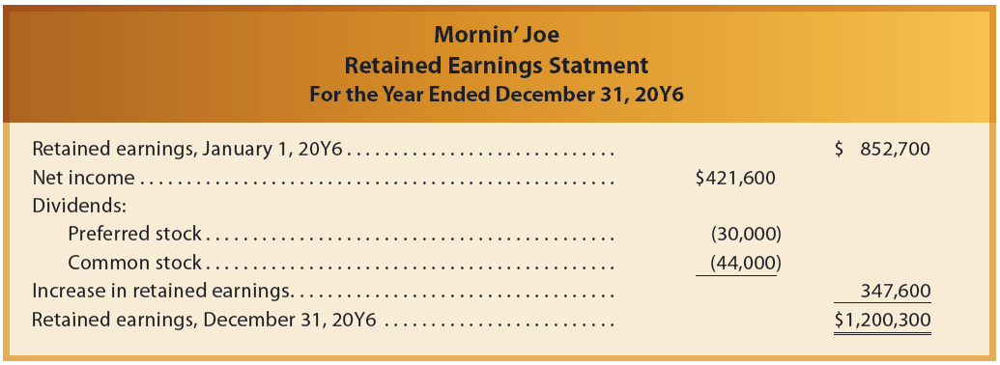 Mornin’ Joe
Retained Earnings Statment
For the Year Ended December 31, 20Y6
Retained earnings, January 1, 20Y6 . . . . . . . . . . . . . . . . . . . . . . . . . . . . . $ 852,700
Net income . . . . . . . . . . . . . . . . . . . . . . . . . . . . . . . . . . . . . . . . . . . . . . . . . . . $421,600
Dividends:
Preferred stock . . . . . . . . . . . . . . . . . . . . . . . . . . . . . . . . . . . . . . . . . . . . (30,000)
Common stock . . . . . . . . . . . . . . . . . . . . . . . . . . . . . . . . . . . . . . . . . . . . (44,000)
Increase in retained earnings. . . . . . . . . . . . . . . . . . . . . . . . . . . . . . . . . . . 347,600
Retained earnings, December 31, 20Y6 . . . . . . . . . . . . . . . . . . . . . . . . . $1,200,300